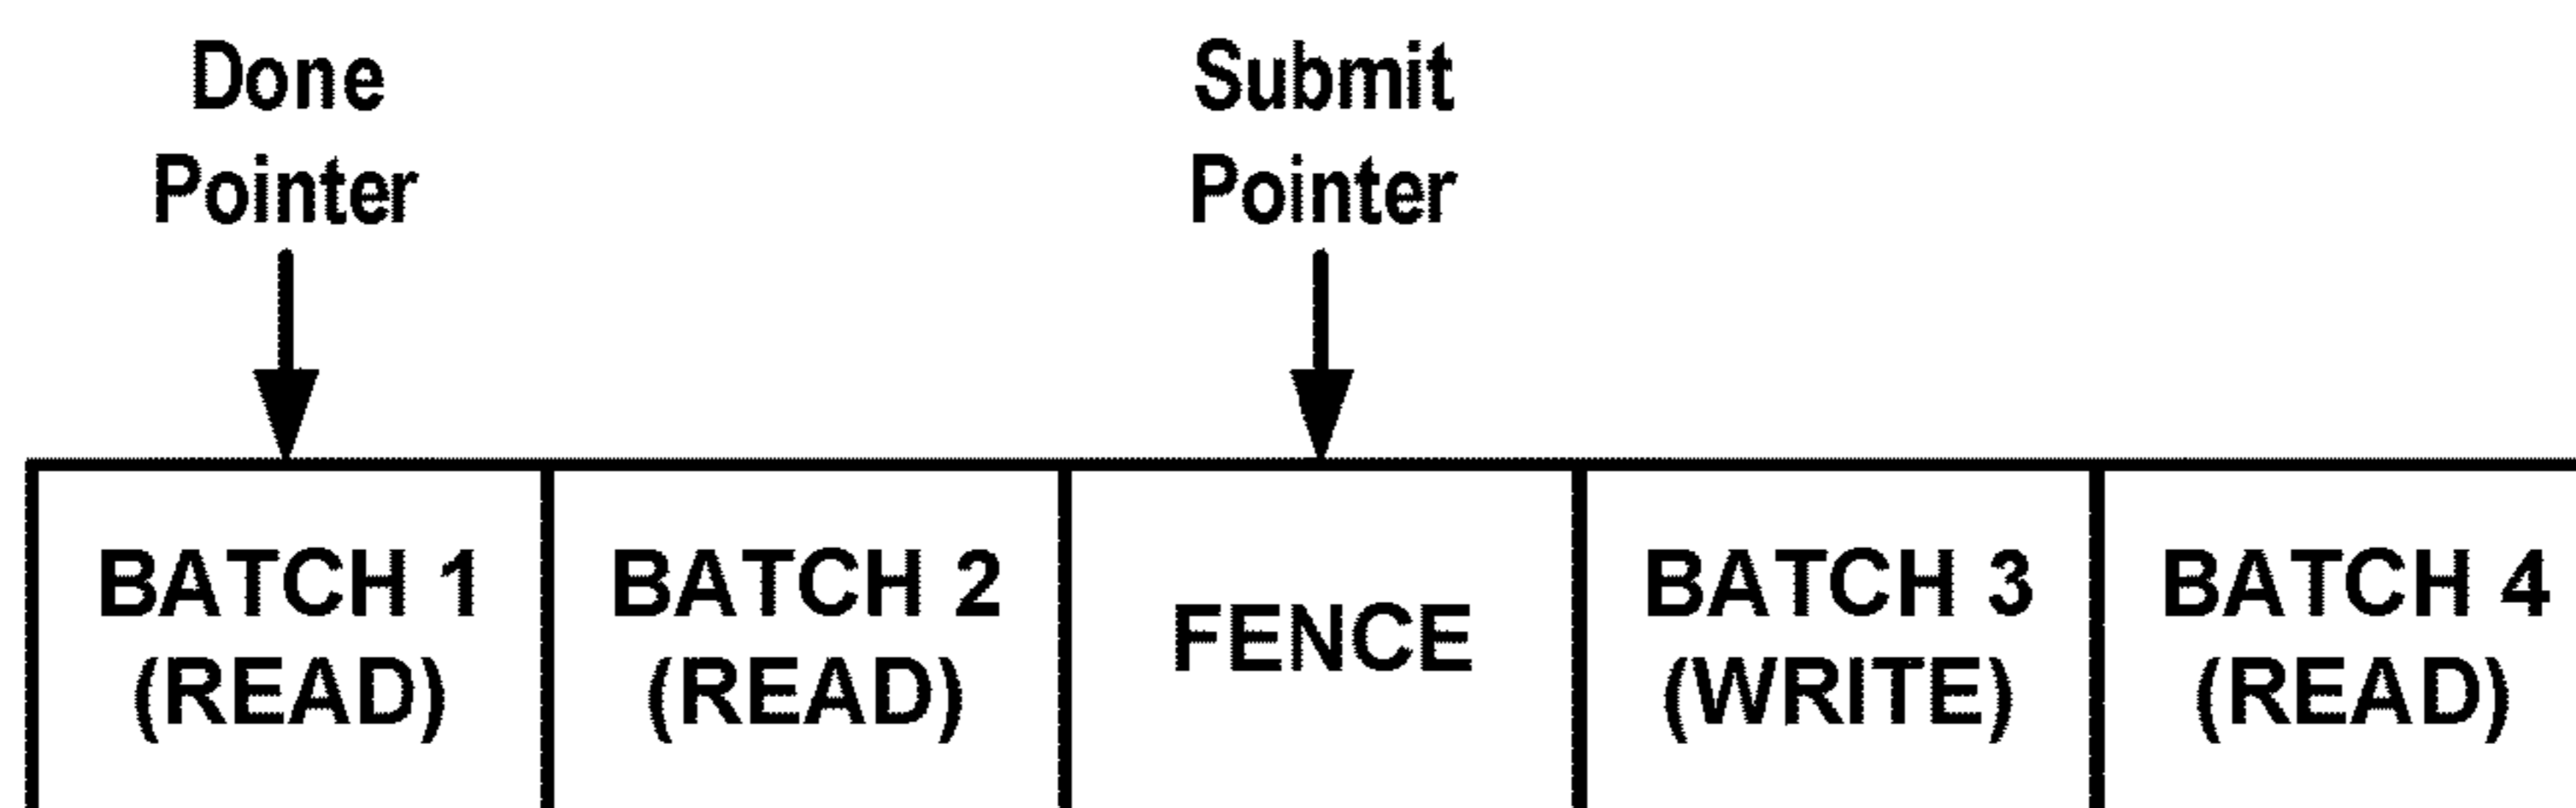 Done
Pointer
Submit
Pointer
BATCH 1
(READ)
BATCH 2
(READ)
FENCE
BATCH 3
(WRITE)
BATCH 4
(READ)